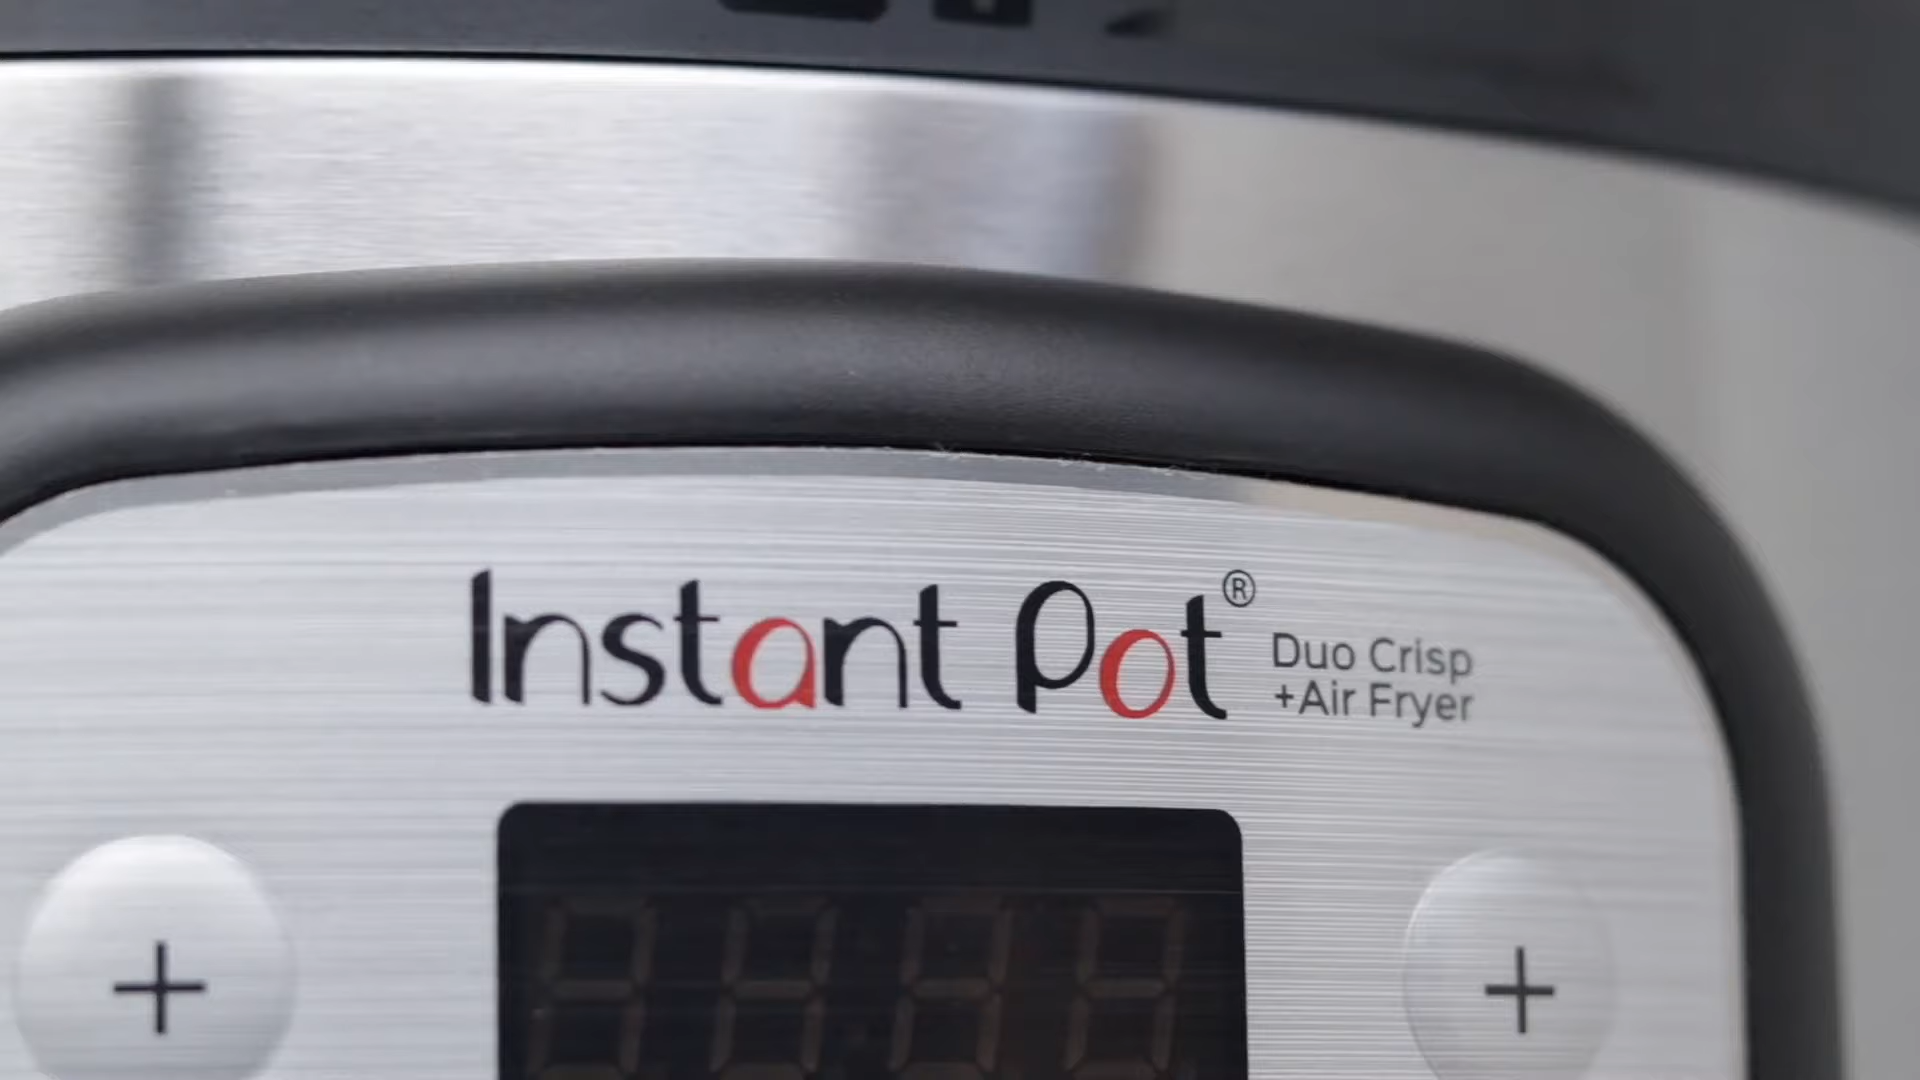 Instant Pot®
Duo Crisp
+Air Fryer
+
+